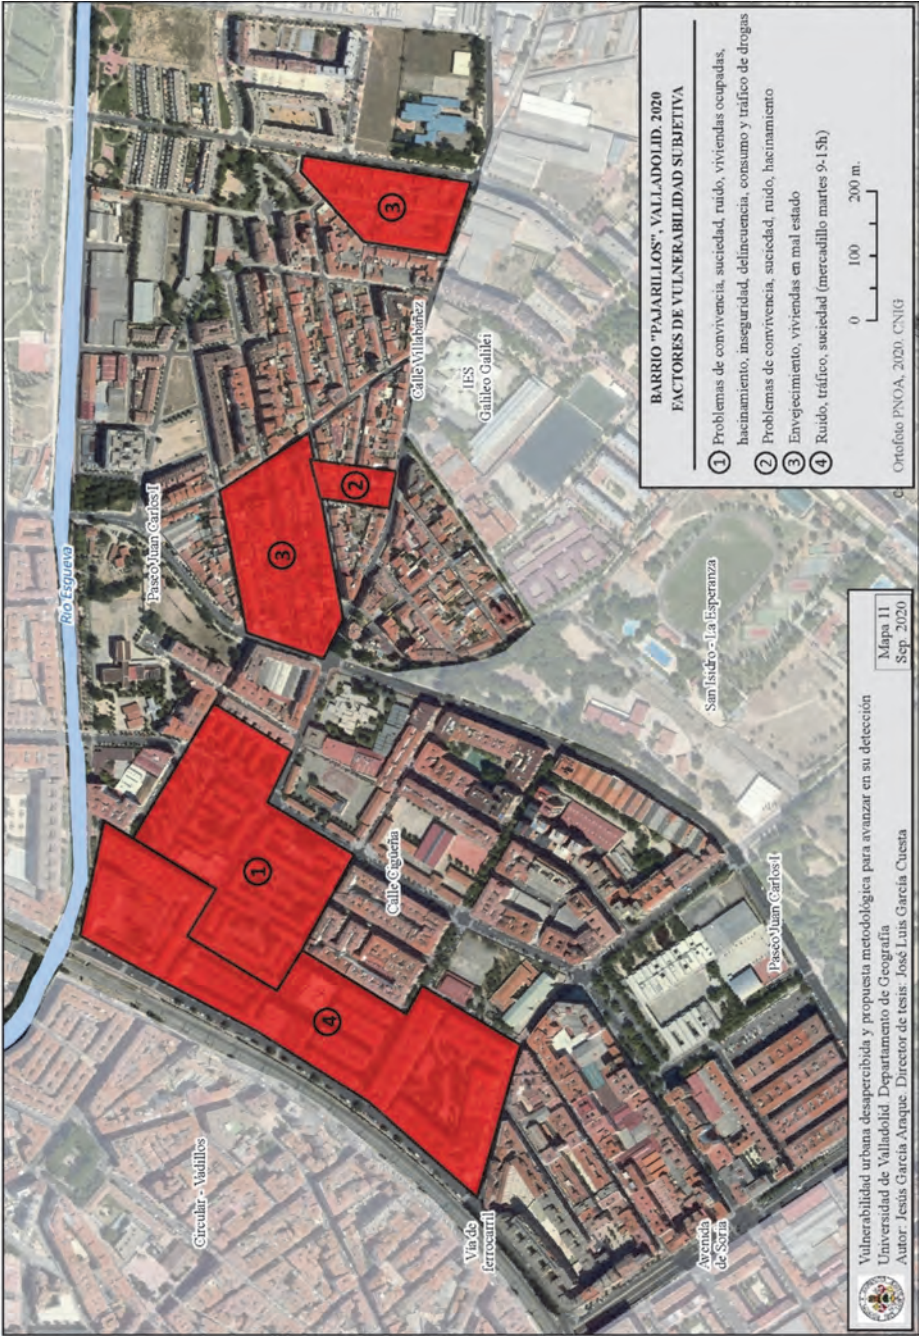 Río Esgueva
Paseo Juan Carlos I
Circular - Vadillos
Vía de
ferrocarril
Calle Cigüeña
Calle Villabáñez
IES
Galileo Galilei
San Isidro - La Esperanza
Paseo Juan Carlos I
Avenida
de Soria
1
4
3
2
3
BARRIO "PAJARILLOS", VALLADOLID. 2020
FACTORES DE VULNERABILIDAD SUBJETIVA
1 Problemas de convivencia, suciedad, ruido, viviendas ocupadas,
hacinamiento, inseguridad, delincuencia, consumo y tráfico de drogas
2 Problemas de convivencia, suciedad, ruido, hacinamiento
3 Envejecimiento, viviendas en mal estado
4 Ruido, tráfico, suciedad (mercadillo martes 9-15h)
0 100 200 m.
Ortofoto PNOA, 2020. CNIG
Vulnerabilidad urbana desapercibida y propuesta metodológica para avanzar en su detección
Universidad de Valladolid. Departamento de Geografía
Autor: Jesús García Araque. Director de tesis: José Luis García Cuesta
Mapa 11
Sep. 2020